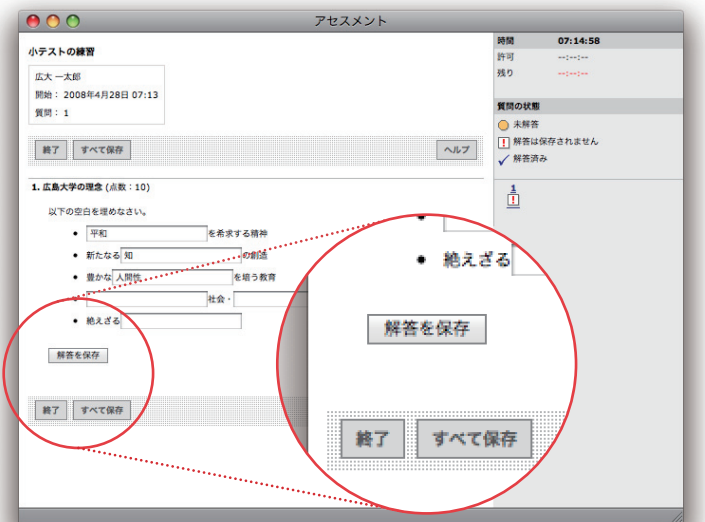 アセスメント
小テストの練習
広大 一太郎
開始： 2008年4月28日 07:13
質問： 1
終了 すべて保存 ヘルプ
1. 広島大学の理念 (点数：10)
以下の空白を埋めなさい。
• 平和 を希求する精神
• 新たなる 知 の創造
• 豊かな 人間性 を培う教育
• 社会・
• 絶えざる
解答を保存
終了 すべて保存
時間 07:14:58
許可 --:--:--
残り --:--:--
質問の状態
未解答
! 解答は保存されません
✓ 解答済み
1
!
• 絶えざる
解答を保存
終了 すべて保存